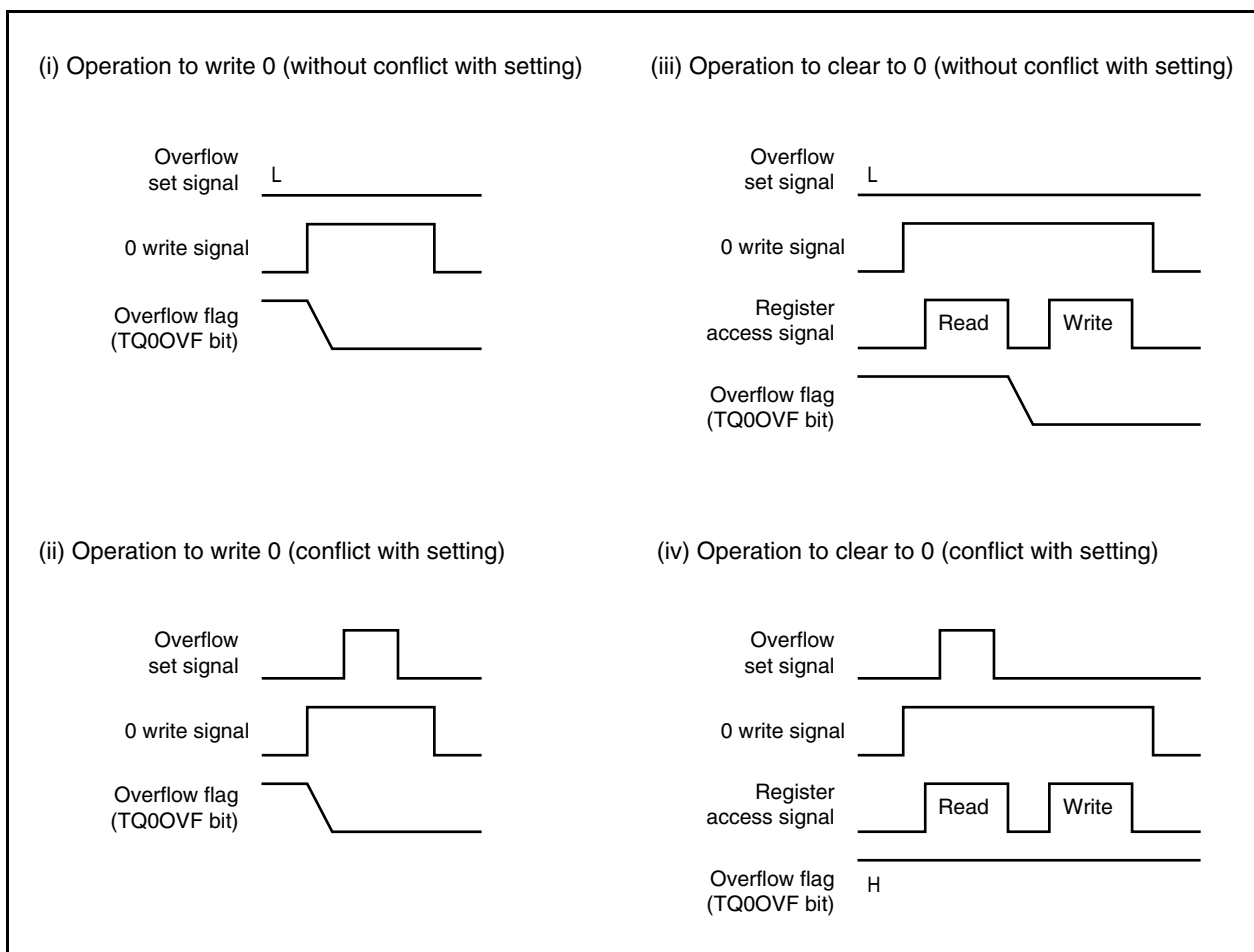 (i) Operation to write 0 (without conflict with setting)
Overflow
set signal
L
0 write signal
Overflow flag
(TQ0OVF bit)
(iii) Operation to clear to 0 (without conflict with setting)
Overflow
set signal
L
0 write signal
Register
access signal
Read
Write
Overflow flag
(TQ0OVF bit)
(ii) Operation to write 0 (conflict with setting)
Overflow
set signal
0 write signal
Overflow flag
(TQ0OVF bit)
(iv) Operation to clear to 0 (conflict with setting)
Overflow
set signal
0 write signal
Register
access signal
Read
Write
Overflow flag
(TQ0OVF bit)
H